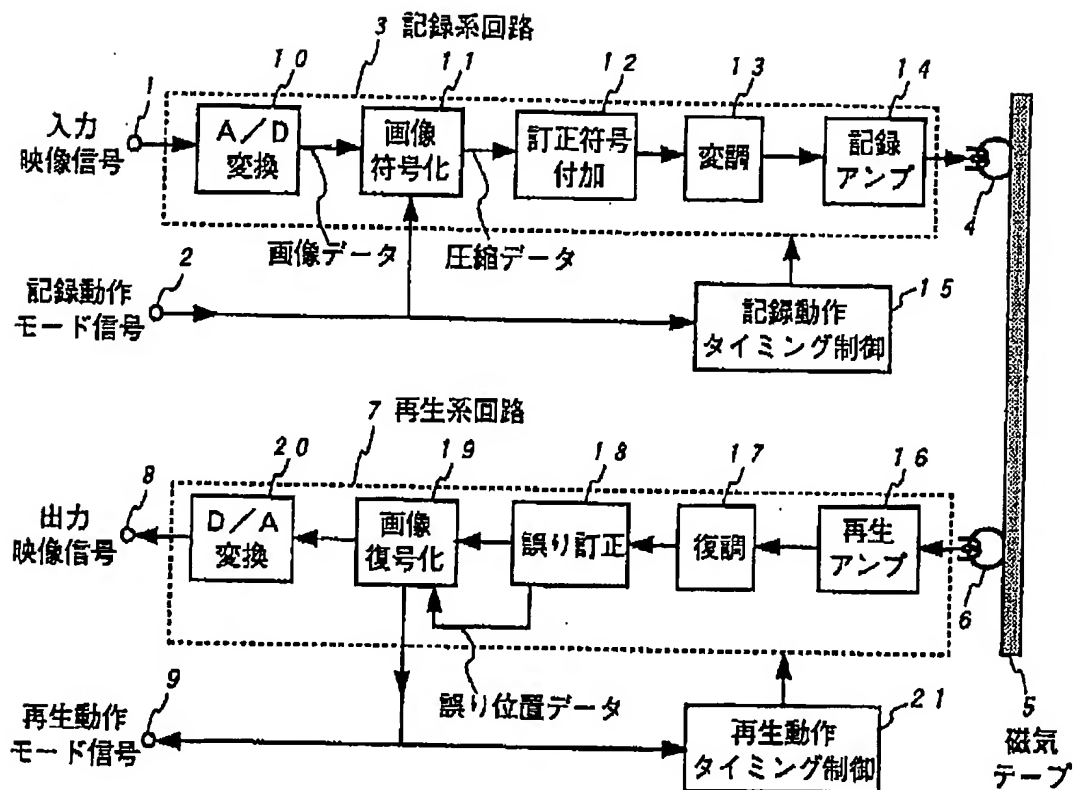 3 記録系回路
1
10
11
12
13
14
入力
映像信号
A/D
変換
画像
符号化
訂正符号
付加
変調
記録
アンプ
4
画像データ
圧縮データ
2
記録動作
モード信号
15
記録動作
タイミング制御
7 再生系回路
8
20
19
18
17
16
出力
映像信号
D/A
変換
画像
復号化
誤り訂正
復調
再生
アンプ
6
誤り位置データ
9
再生動作
モード信号
21
再生動作
タイミング制御
5
磁気
テープ